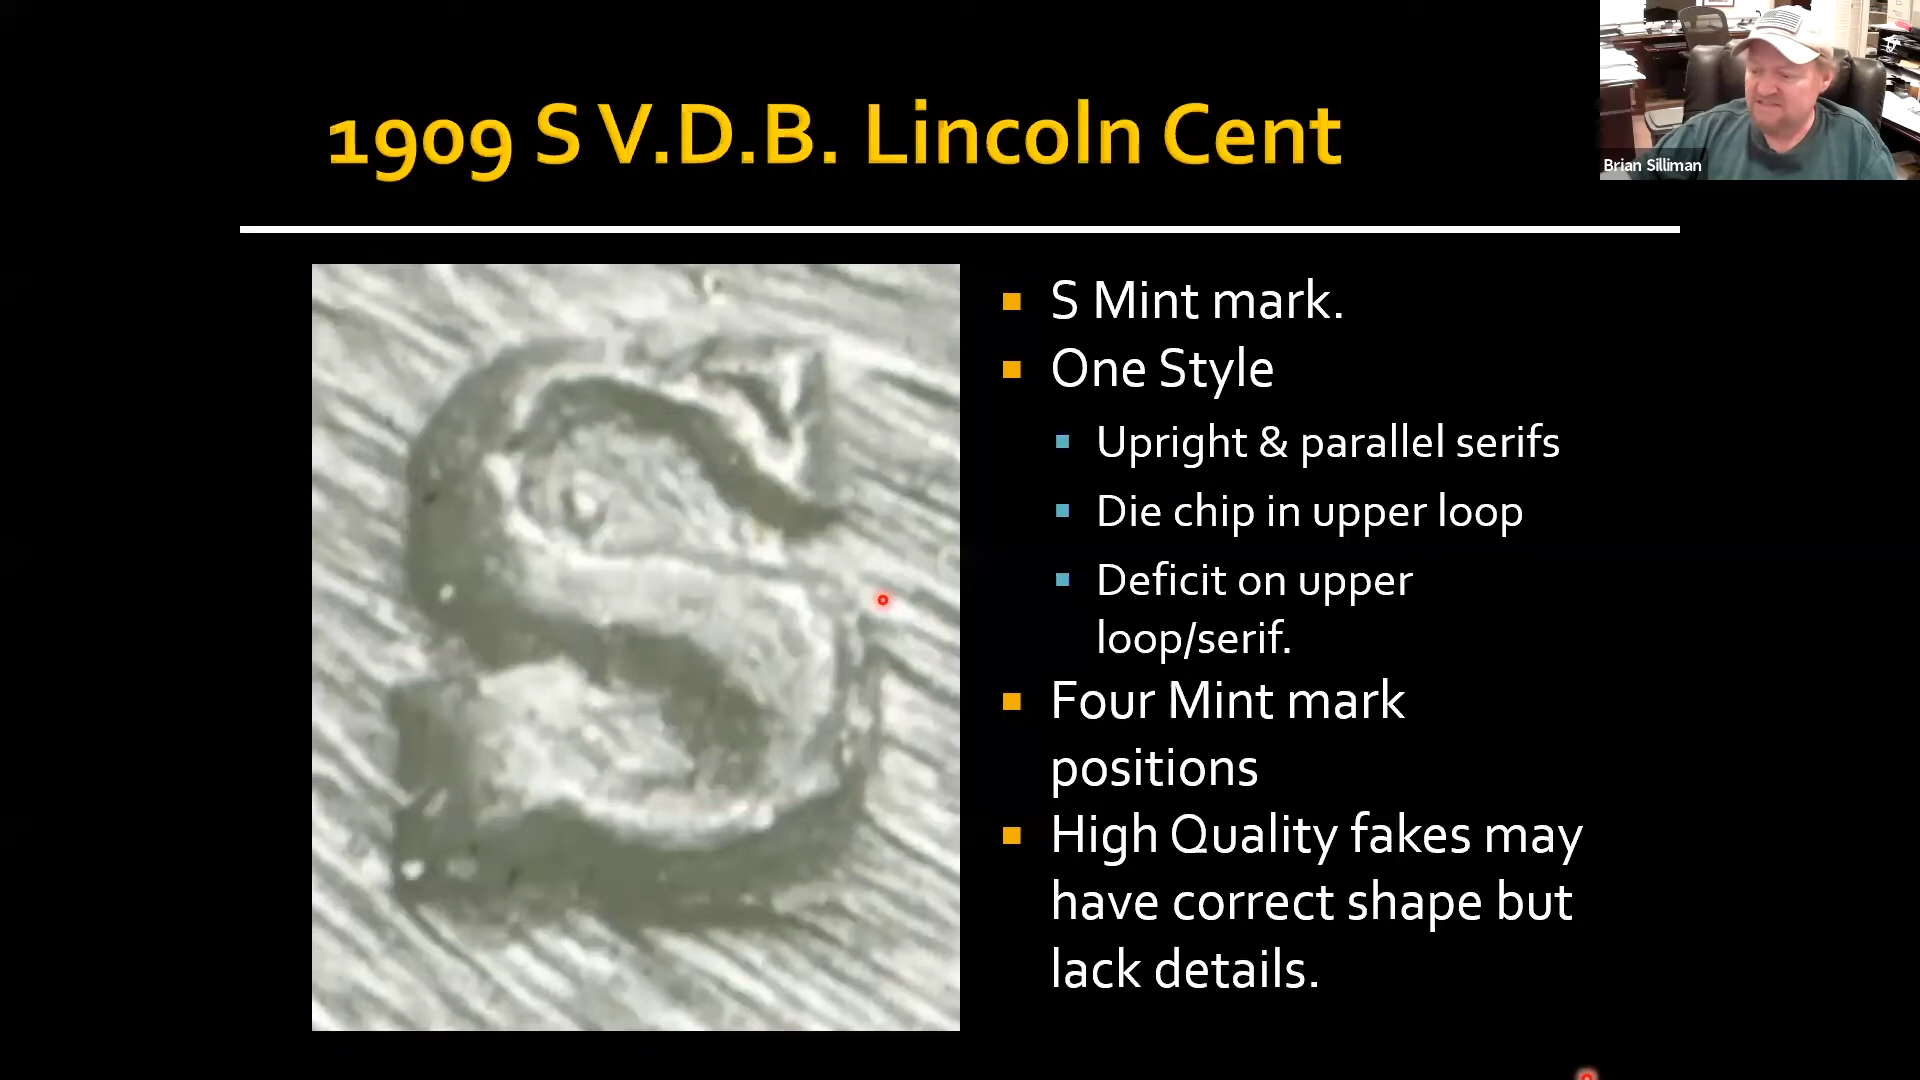 1909 S V.D.B. Lincoln Cent
Brian Silliman
S Mint mark.
One Style
Upright & parallel serifs
Die chip in upper loop
Deficit on upper
loop/serif.
Four Mint mark
positions
High Quality fakes may
have correct shape but
lack details.
S